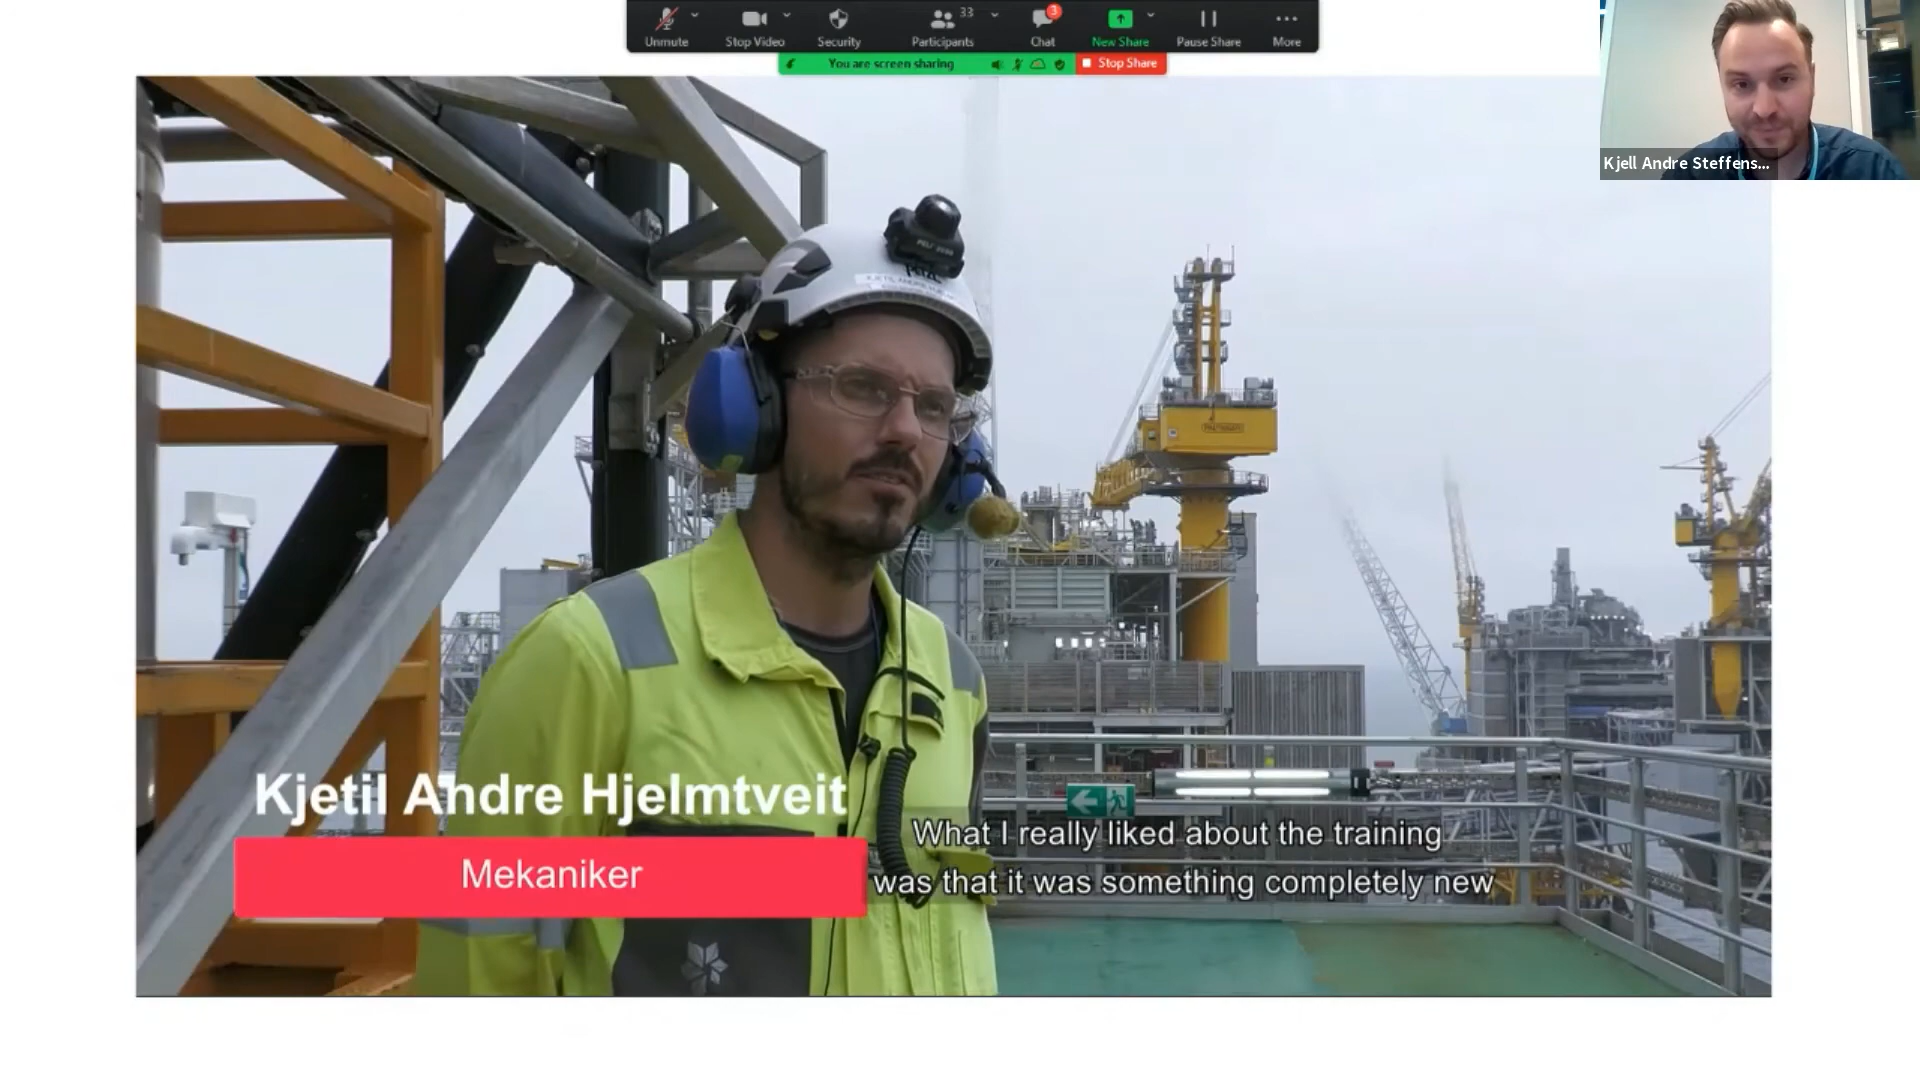 33
3
Unmute
Stop Video
Security
Participants
Chat
New Share
Pause Share
More
You are screen sharing
Stop Share
Kjell Andre Steffens...
Kjetil Andre Hjelmtveit
Mekaniker
What I really liked about the training
was that it was something completely new